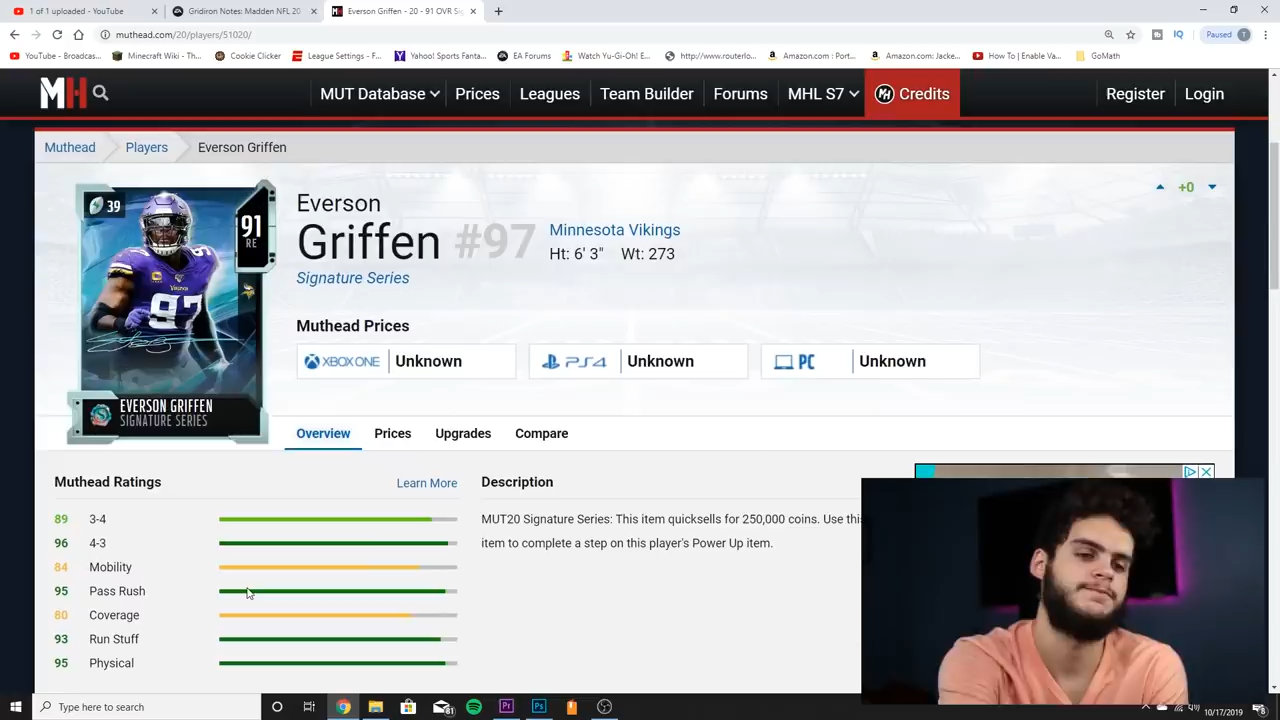 1 of 1 uploaded - YouTube
Gridiron Notes: Madden NFL 20
Everson Griffen - 20 - 91 OVR Si
muthead.com/20/players/51020/
Paused
YouTube - Broadcas...
Minecraft Wiki - Th...
Cookie Clicker
League Settings - F...
Yahoo! Sports Fanta...
EA Forums
Watch Yu-Gi-Oh! E...
http://www.routerlo...
Amazon.com : Port...
Amazon.com: Jacke...
How To | Enable Va...
GoMath
MH
MUT Database
Prices
Leagues
Team Builder
Forums
MHL S7
Credits
Register
Login
Muthead
Players
Everson Griffen
39
91
RE
97
EVERSON GRIFFEN
SIGNATURE SERIES
Everson
Griffen #97
Minnesota Vikings
Ht: 6' 3" Wt: 273
Signature Series
+0
Muthead Prices
XBOX ONE Unknown
PS4 Unknown
PC Unknown
Overview
Prices
Upgrades
Compare
Muthead Ratings
Learn More
89 3-4
96 4-3
84 Mobility
95 Pass Rush
80 Coverage
93 Run Stuff
95 Physical
Description
MUT20 Signature Series: This item quicksells for 250,000 coins. Use this
item to complete a step on this player's Power Up item.
Type here to search
10/17/2019